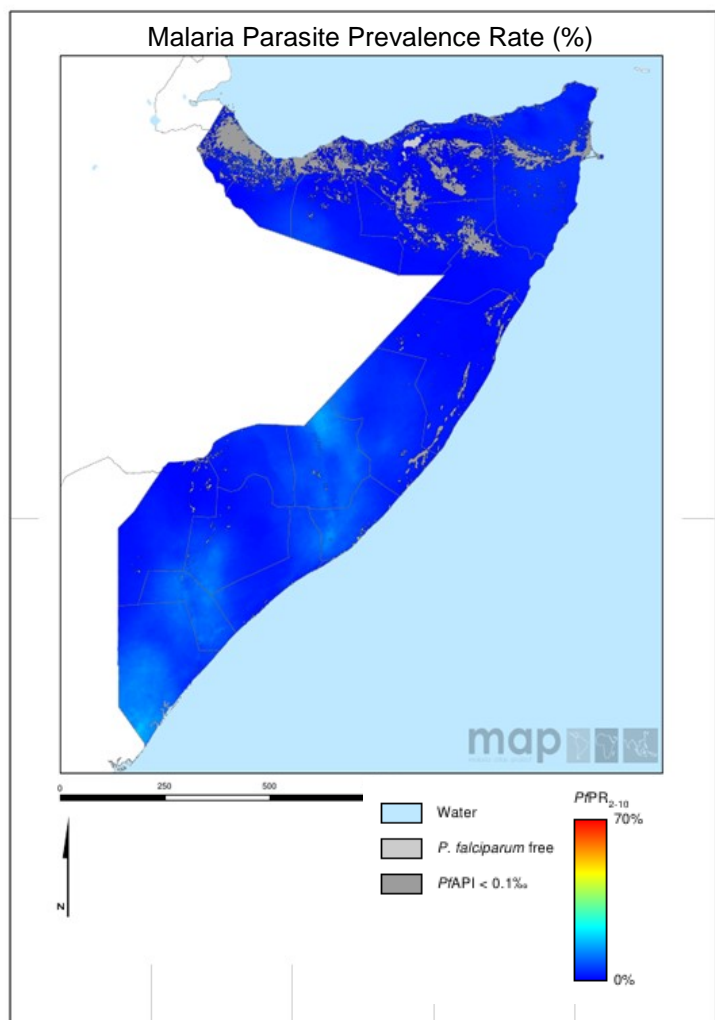 Malaria Parasite Prevalence Rate (%)
map
0 250 500
Water
P. falciparum free
PfAPI < 0.1‰
PfPR2-10
70%
0%
N